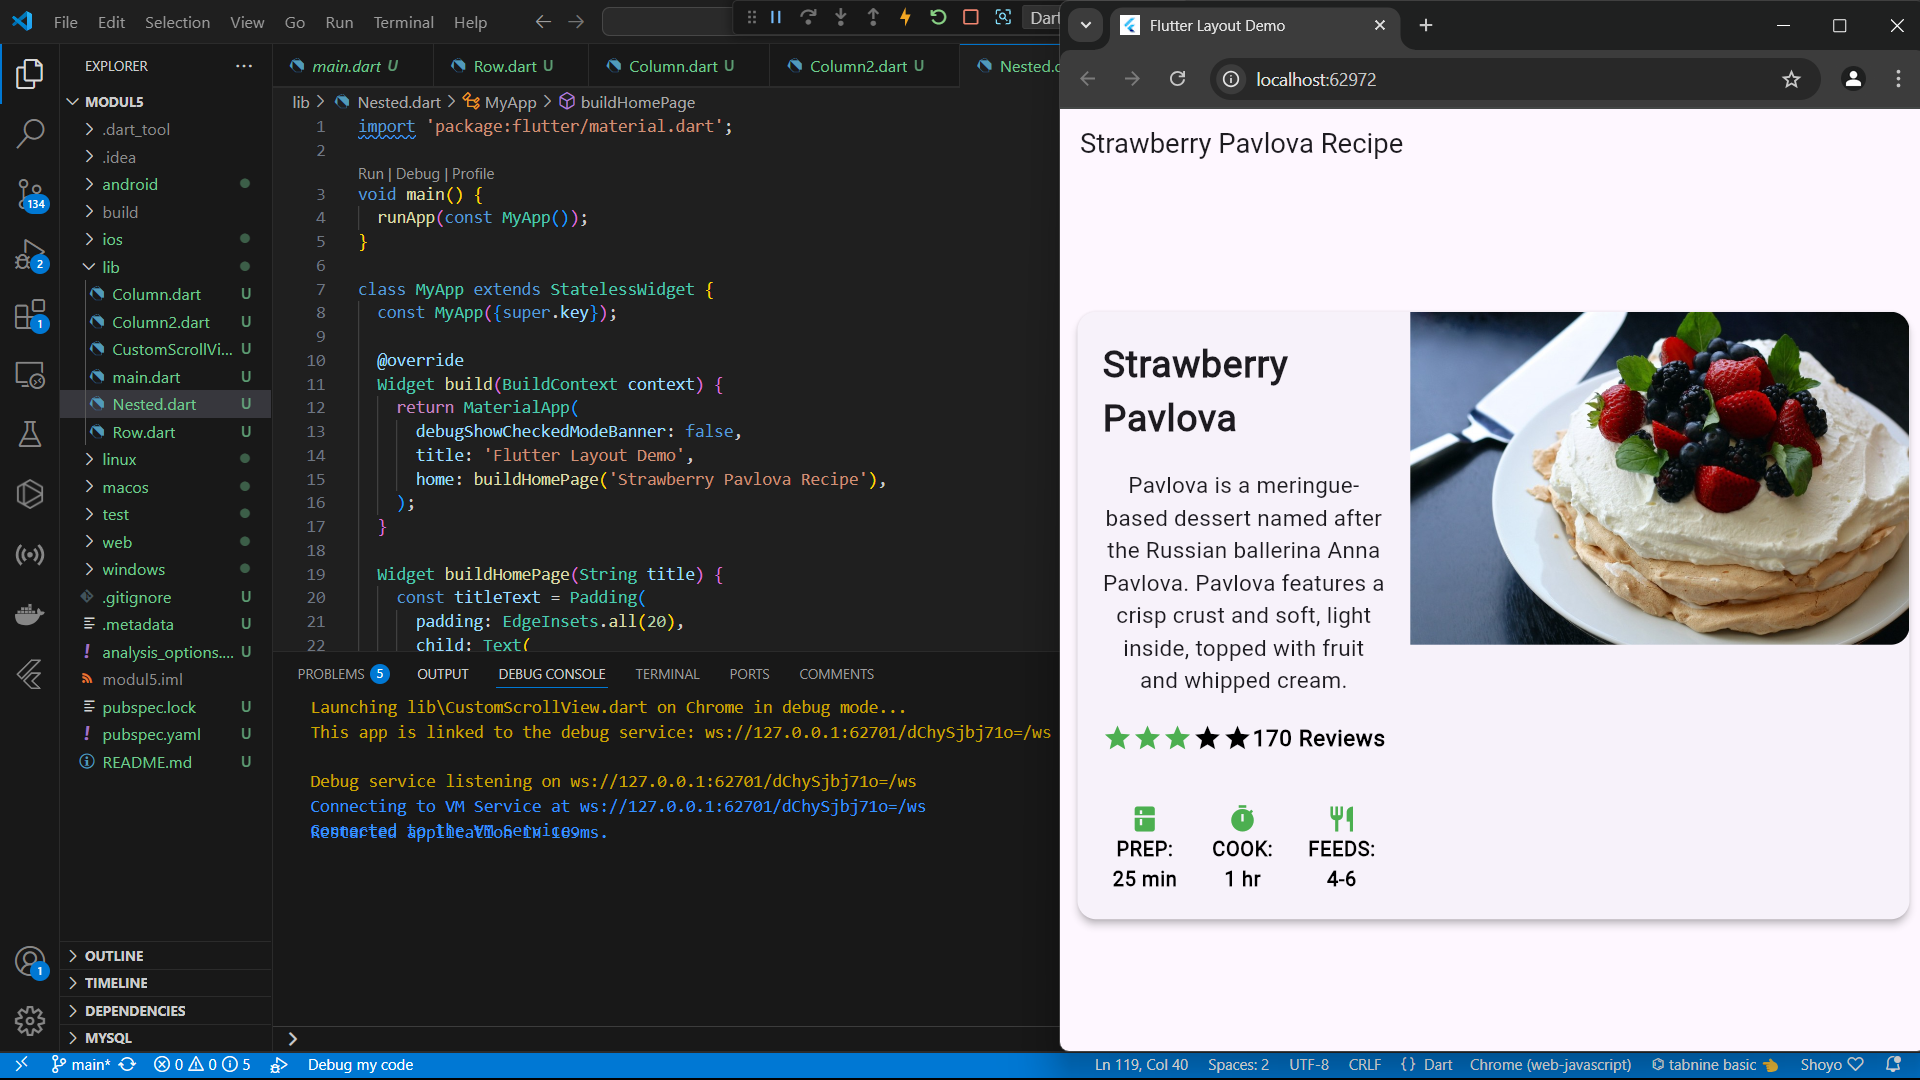 File Edit Selection View Go Run Terminal Help
Dart
EXPLORER
MODUL5
.dart_tool
.idea
android
build
ios
lib
Column.dart U
Column2.dart U
CustomScrollVi... U
main.dart U
Nested.dart U
Row.dart U
linux
macos
test
web
windows
.gitignore U
.metadata U
analysis_options.... U
modul5.iml
pubspec.lock U
pubspec.yaml U
README.md U
OUTLINE
TIMELINE
DEPENDENCIES
MYSQL
134
2
1
1
main.dart U Row.dart U Column.dart U Column2.dart U Nested.d
lib > Nested.dart > MyApp > buildHomePage
1 import 'package:flutter/material.dart';
2
Run | Debug | Profile
3 void main() {
4 runApp(const MyApp());
5 }
6
7 class MyApp extends StatelessWidget {
8 const MyApp({super.key});
9
10 @override
11 Widget build(BuildContext context) {
12 return MaterialApp(
13 debugShowCheckedModeBanner: false,
14 title: 'Flutter Layout Demo',
15 home: buildHomePage('Strawberry Pavlova Recipe'),
16 );
17 }
18
19 Widget buildHomePage(String title) {
20 const titleText = Padding(
21 padding: EdgeInsets.all(20),
22 child: Text(
PROBLEMS 5 OUTPUT DEBUG CONSOLE TERMINAL PORTS COMMENTS
Launching lib\CustomScrollView.dart on Chrome in debug mode...
This app is linked to the debug service: ws://127.0.0.1:62701/dChySjbj71o=/ws
Debug service listening on ws://127.0.0.1:62701/dChySjbj71o=/ws
Connecting to VM Service at ws://127.0.0.1:62701/dChySjbj71o=/ws
Connected to the VM Service.
Restarted application in
main* 0 0 5 Debug my code
Ln 119, Col 40 Spaces: 2 UTF-8 CRLF {} Dart Chrome (web-javascript) tabnine basic Shoyo
Flutter Layout Demo
localhost:62972
Strawberry Pavlova Recipe
Strawberry
Pavlova
Pavlova is a meringue-
based dessert named after
the Russian ballerina Anna
Pavlova. Pavlova features a
crisp crust and soft, light
inside, topped with fruit
and whipped cream.
170 Reviews
PREP: COOK: FEEDS:
25 min 1 hr 4-6